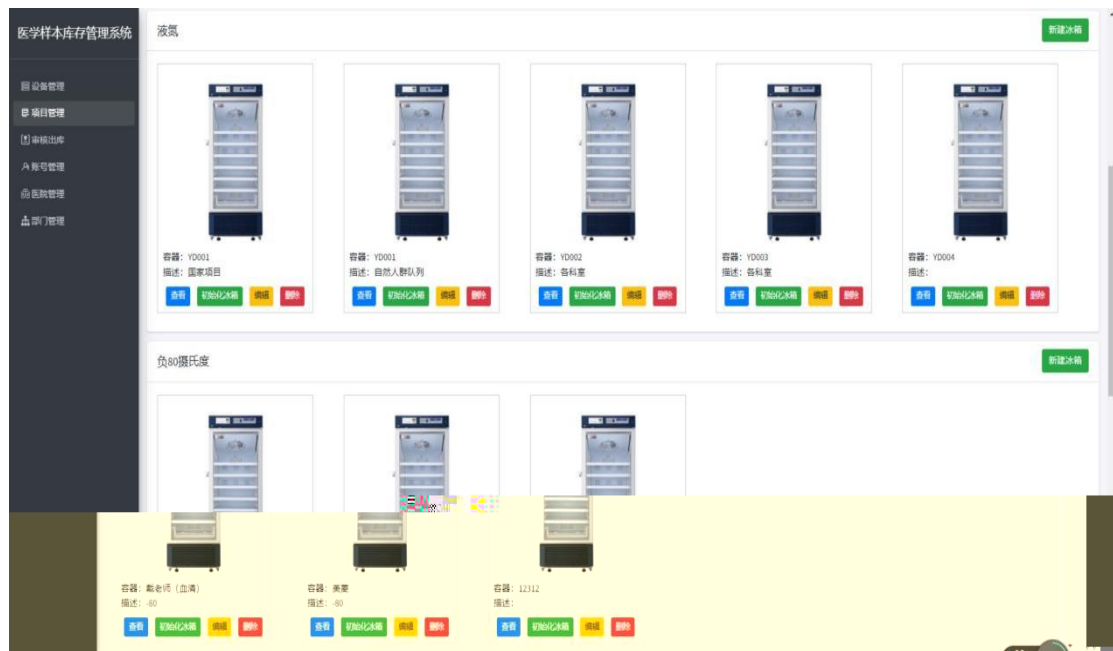 医学样本库存管理系统
设备管理
项目管理
审核出库
账号管理
医院管理
部门管理
液氮
新建冰箱
容器：YD001
描述：国家项目
查看 初始化冰箱 编辑 删除
容器：YD001
描述：自然人群队列
查看 初始化冰箱 编辑 删除
容器：YD002
描述：各科室
查看 初始化冰箱 编辑 删除
容器：YD003
描述：各科室
查看 初始化冰箱 编辑 删除
容器：YD004
描述：
查看 初始化冰箱 编辑 删除
负80摄氏度
新建冰箱
容器：戴老师（血清）
描述：-80
查看 初始化冰箱 编辑 删除
容器：美菱
描述：-80
查看 初始化冰箱 编辑 删除
容器：12312
描述：
查看 初始化冰箱 编辑 删除